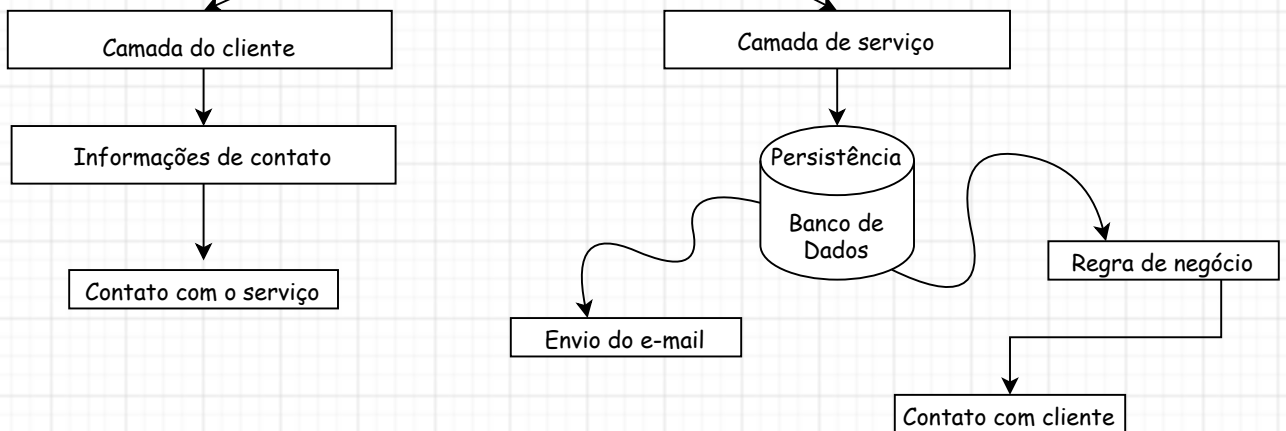 Camada do cliente
Camada de serviço
Informações de contato
Persistência
Banco de
Dados
Regra de negócio
Contato com o serviço
Envio do e-mail
Contato com cliente